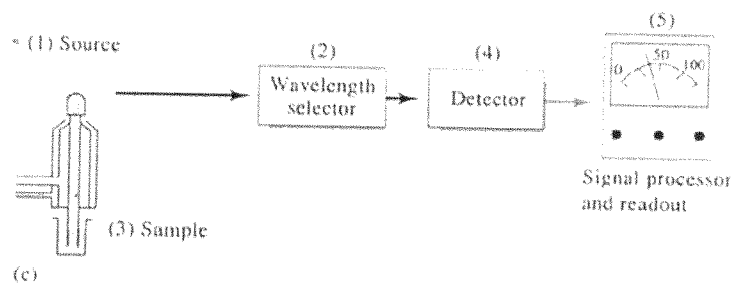 (1) Source
(2)
Wavelength
selector
(4)
Detector
(5)
0 50 100
Signal processor
and readout
(3) Sample
(c)